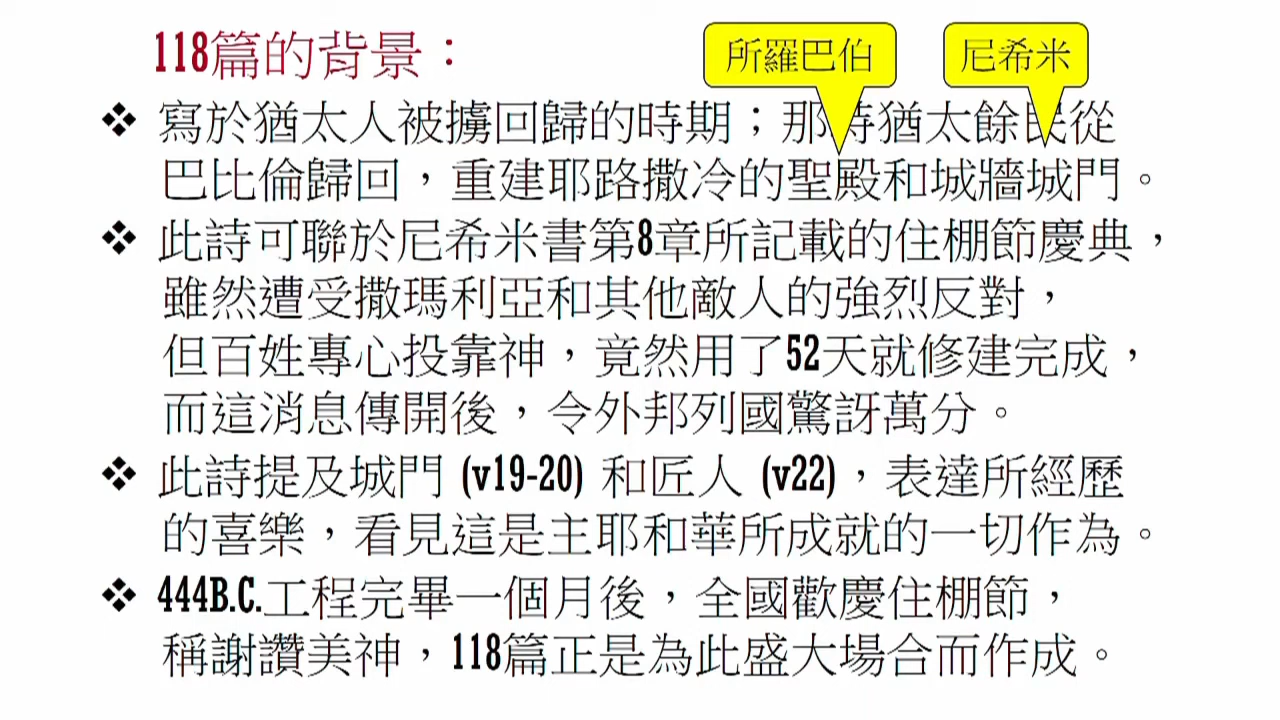 118篇的背景：
所羅巴伯
尼希米
❖ 寫於猶太人被擄回歸的時期；那時猶太餘民從
巴比倫歸回，重建耶路撒冷的聖殿和城牆城門。
❖ 此詩可聯於尼希米書第8章所記載的住棚節慶典，
雖然遭受撒瑪利亞和其他敵人的強烈反對，
但百姓專心投靠神，竟然用了52天就修建完成，
而這消息傳開後，令外邦列國驚訝萬分。
❖ 此詩提及城門 (v19-20) 和匠人 (v22)，表達所經歷
的喜樂，看見這是主耶和華所成就的一切作為。
❖ 444B.C.工程完畢一個月後，全國歡慶住棚節，
稱謝讚美神，118篇正是為此盛大場合而作成。